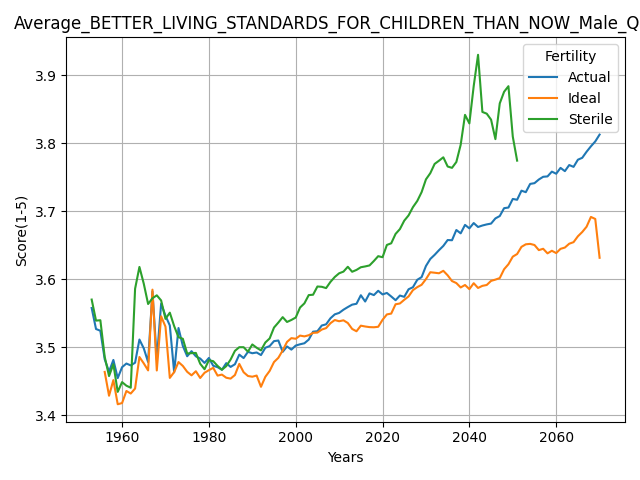 Average_BETTER_LIVING_STANDARDS_FOR_CHILDREN_THAN_NOW_Male_Q
Fertility
Actual
Ideal
Sterile
Score(1-5)
3.9
3.8
3.7
3.6
3.5
3.4
1960 1980 2000 2020 2040 2060
Years